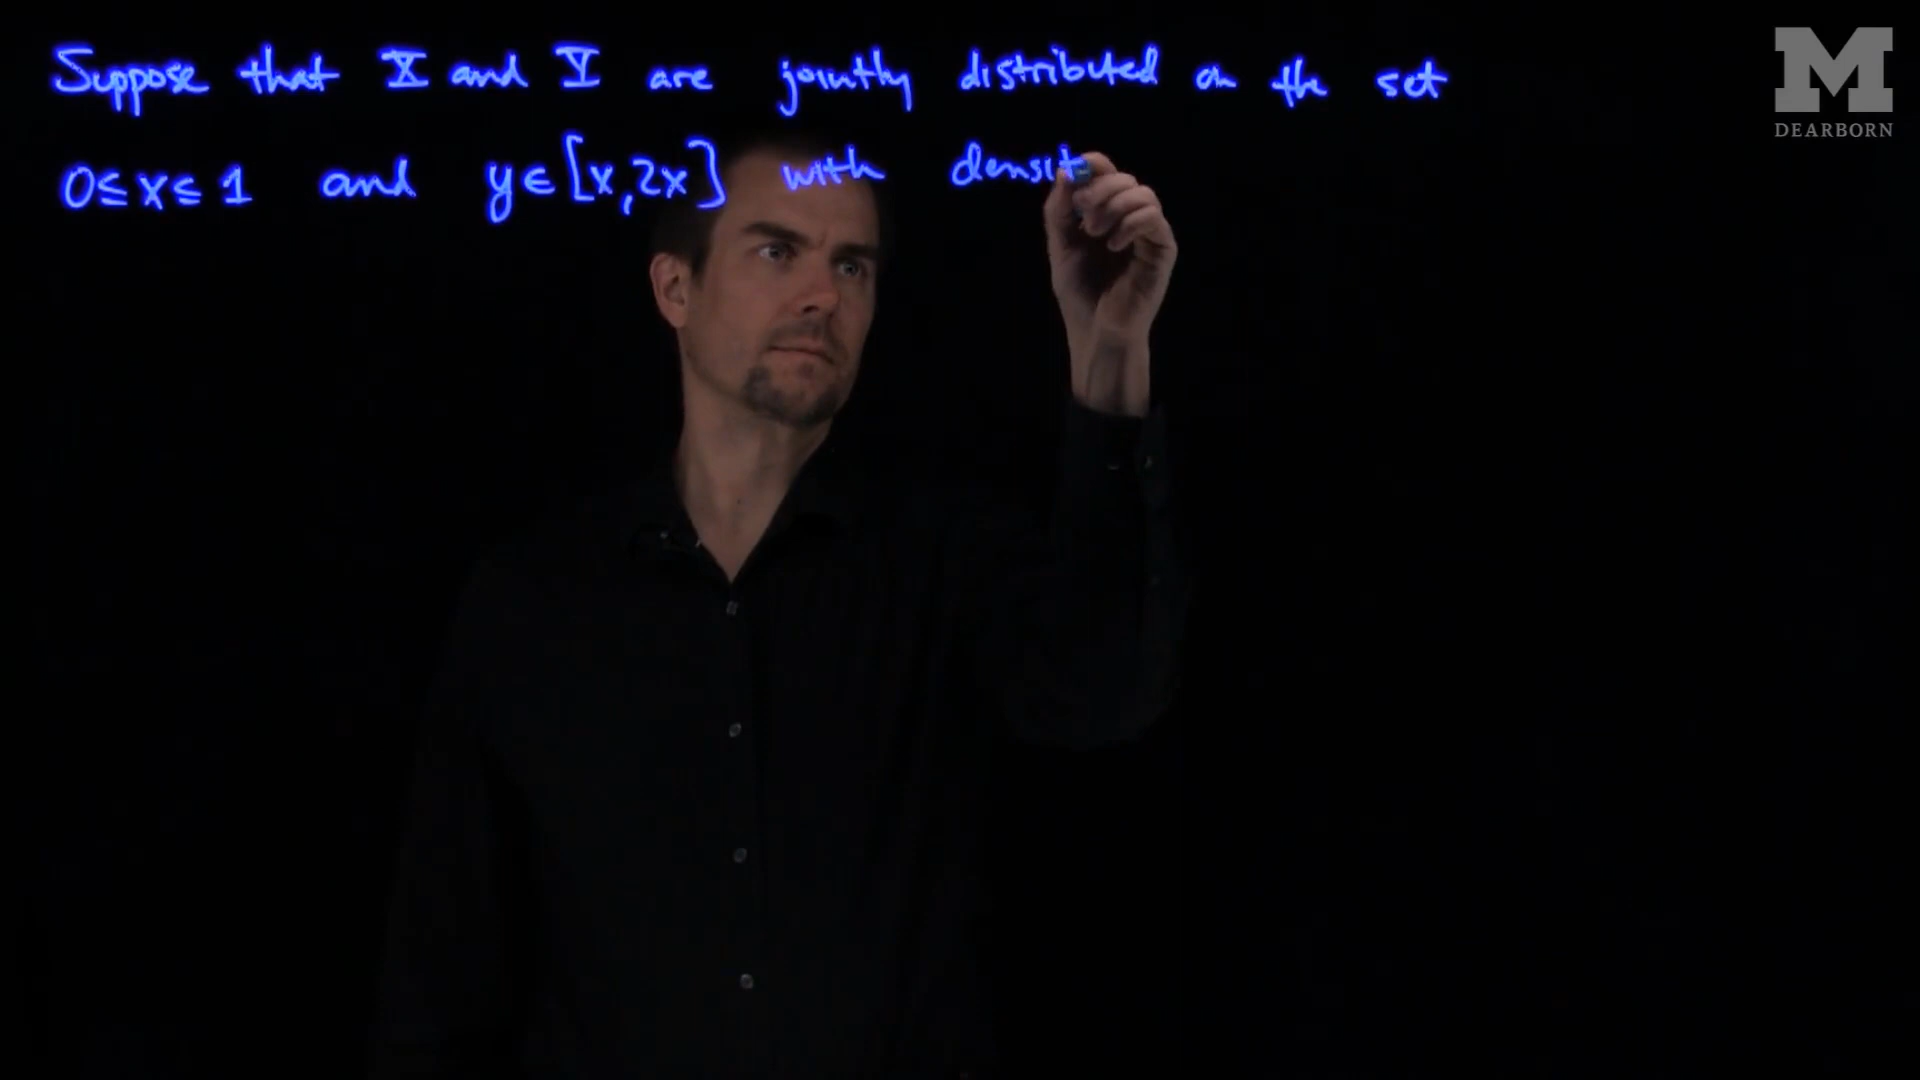 Suppose that X and Y are jointly distributed on the set
0 ≤ x ≤ 1 and y ∈ [x, 2x] with densit
M
DEARBORN